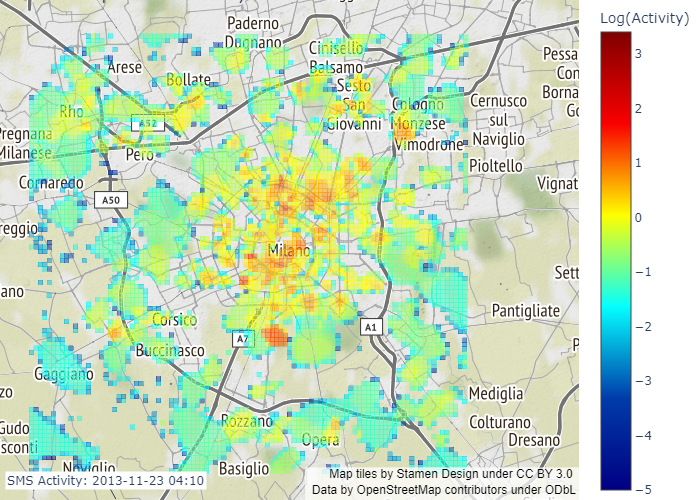 Log(Activity)
Paderno
Dugnano
Cinisello
Balsamo
Arese
Bollate
Sesto
San
Giovanni
Rho
A52
Pero
Pregnana
Milanese
Cologno
Monzese
Vimodrone
Cernusco
sul
Naviglio
Pioltello
Pessa
Con
Borna
Go
Vignat
Cornaredo
A50
reggio
Milano
ano
Sett
Pantigliate
P
Corsico
Buccinasco
A7
A1
Gaggiano
zo
Gudo
sconti
Noviglio
Rozzano
Opera
Basiglio
Mediglia
Colturano
Dresano
3
2
1
0
−1
−2
−3
−4
−5
SMS Activity: 2013-11-23 04:10
Map tiles by Stamen Design under CC BY 3.0
Data by OpenStreetMap contributors under ODbL